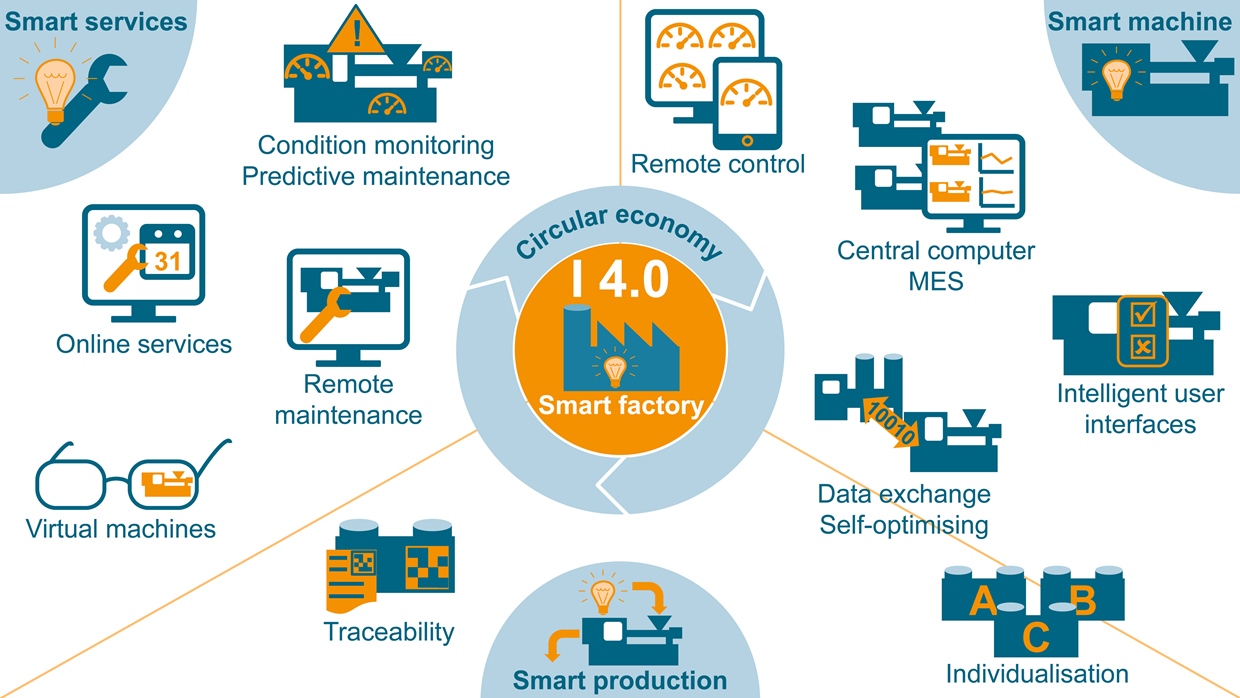 Smart services
Condition monitoring
Predictive maintenance
Remote control
Smart machine
Central computer
MES
31
Online services
Remote
maintenance
Circular economy
I 4.0
Smart factory
Intelligent user
interfaces
10010
Data exchange
Self-optimising
Virtual machines
Traceability
Smart production
A
B
C
Individualisation